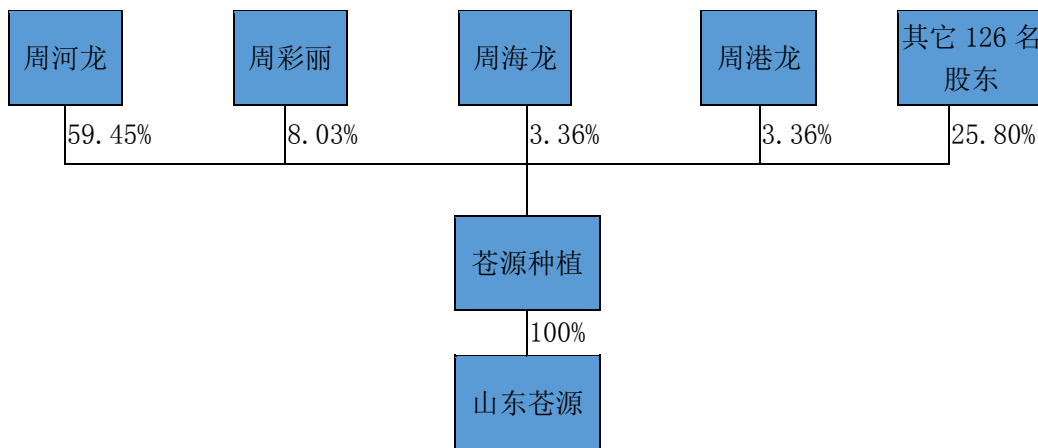 周河龙
周彩丽
周海龙
周港龙
其它 126 名
股东
59.45%
8.03%
3.36%
3.36%
25.80%
苍源种植
100%
山东苍源